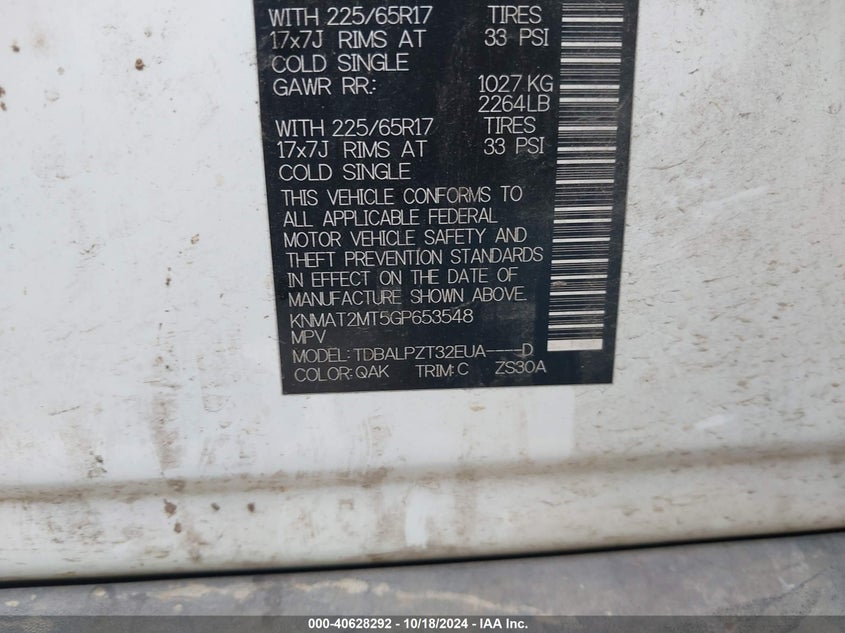 WITH 225/65R17 TIRES
17x7J RIMS AT 33 PSI
COLD SINGLE
GAWR RR.: 1027 KG
2264LB
WITH 225/65R17 TIRES
17x7J RIMS AT 33 PSI
COLD SINGLE
THIS VEHICLE CONFORMS TO
ALL APPLICABLE FEDERAL
MOTOR VEHICLE SAFETY AND
THEFT PREVENTION STANDARDS
IN EFFECT ON THE DATE OF
MANUFACTURE SHOWN ABOVE.
KNMAT2MT5GP653548
MPV
MODEL: TDBALPZT32EUA----D
COLOR: QAK TRIM: C ZS30A
000-40628292 - 10/18/2024 - IAA Inc.